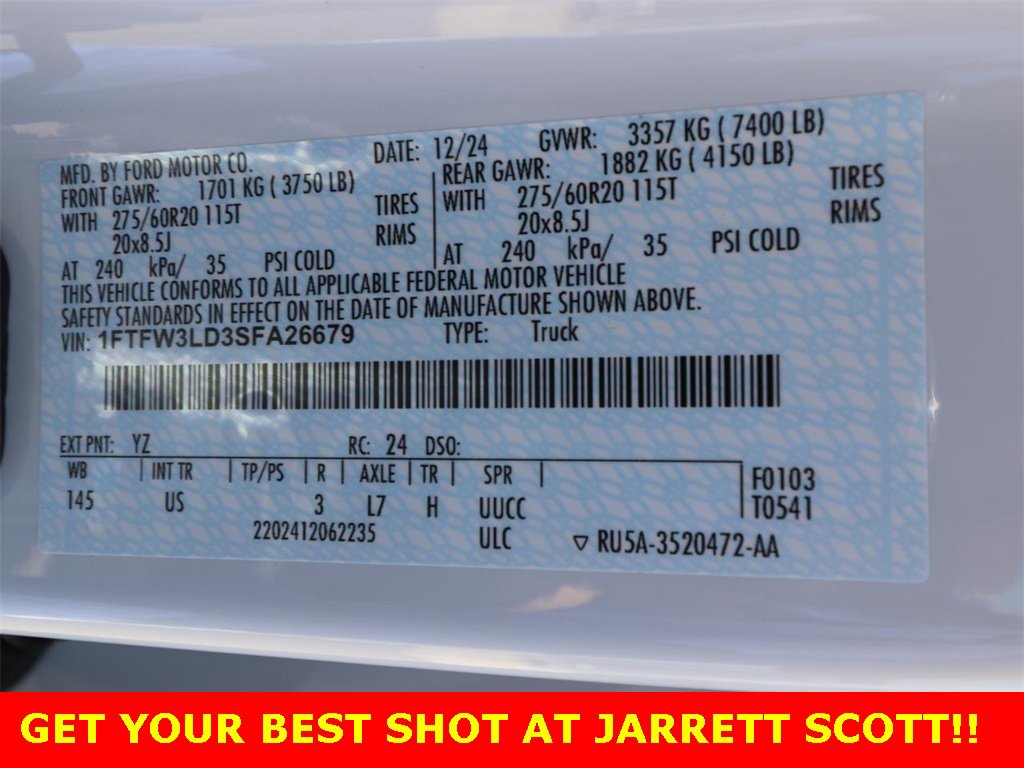 MFD. BY FORD MOTOR CO. DATE: 12/24 GVWR: 3357 KG ( 7400 LB)
FRONT GAWR: 1701 KG ( 3750 LB) REAR GAWR: 1882 KG ( 4150 LB)
WITH 275/60R20 115T TIRES WITH 275/60R20 115T TIRES
20x8.5J RIMS 20x8.5J RIMS
AT 240 kPa/ 35 PSI COLD AT 240 kPa/ 35 PSI COLD
THIS VEHICLE CONFORMS TO ALL APPLICABLE FEDERAL MOTOR VEHICLE
SAFETY STANDARDS IN EFFECT ON THE DATE OF MANUFACTURE SHOWN ABOVE.
VIN: 1FTFW3LD3SFA26679 TYPE: Truck
EXT PNT: YZ RC: 24 DSO:
WB INT TR TP/PS R AXLE TR SPR F0103
145 US 3 L7 H UUCC T0541
2202412062235 ULC ▽ RU5A-3520472-AA
GET YOUR BEST SHOT AT JARRETT SCOTT!!